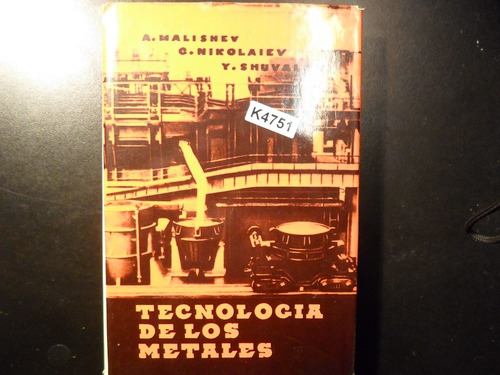 A. MALISHEV
G. NIKOLAIEV
Y.
K4751
TECNOLOGIA
DE LOS
METALES